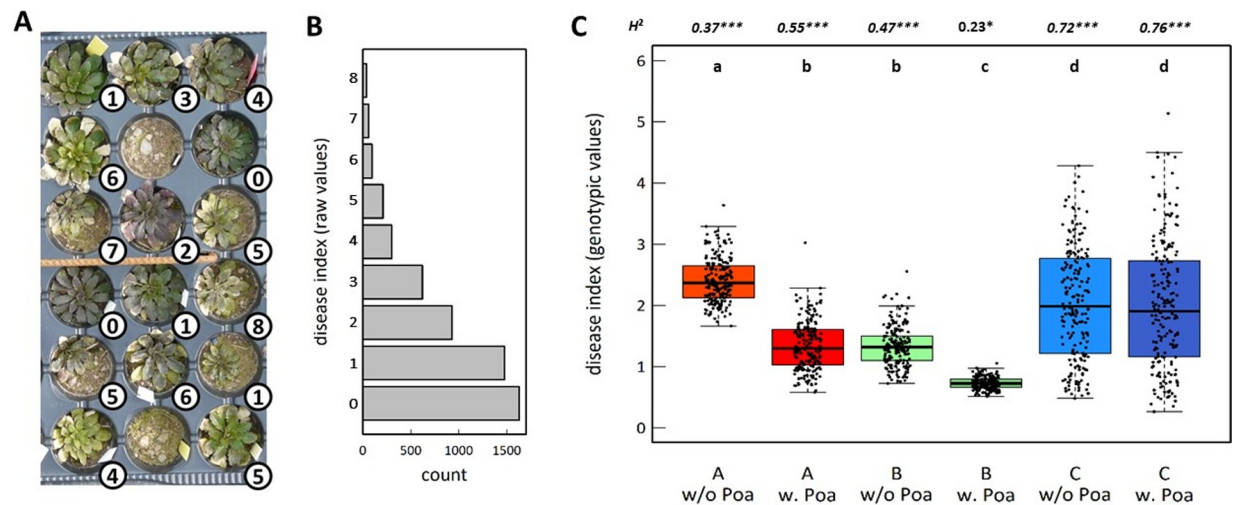 A
1
3
4
6
0
7
2
5
0
1
8
5
6
1
4
5
B
disease index (raw values)
8
7
6
5
4
3
2
1
0
0 500 1000 1500
count
C
H² 0.37*** 0.55*** 0.47*** 0.23* 0.72*** 0.76***
a b b c d d
disease index (genotypic values)
6
5
4
3
2
1
0
A A B B C C
w/o Poa w. Poa w/o Poa w. Poa w/o Poa w. Poa